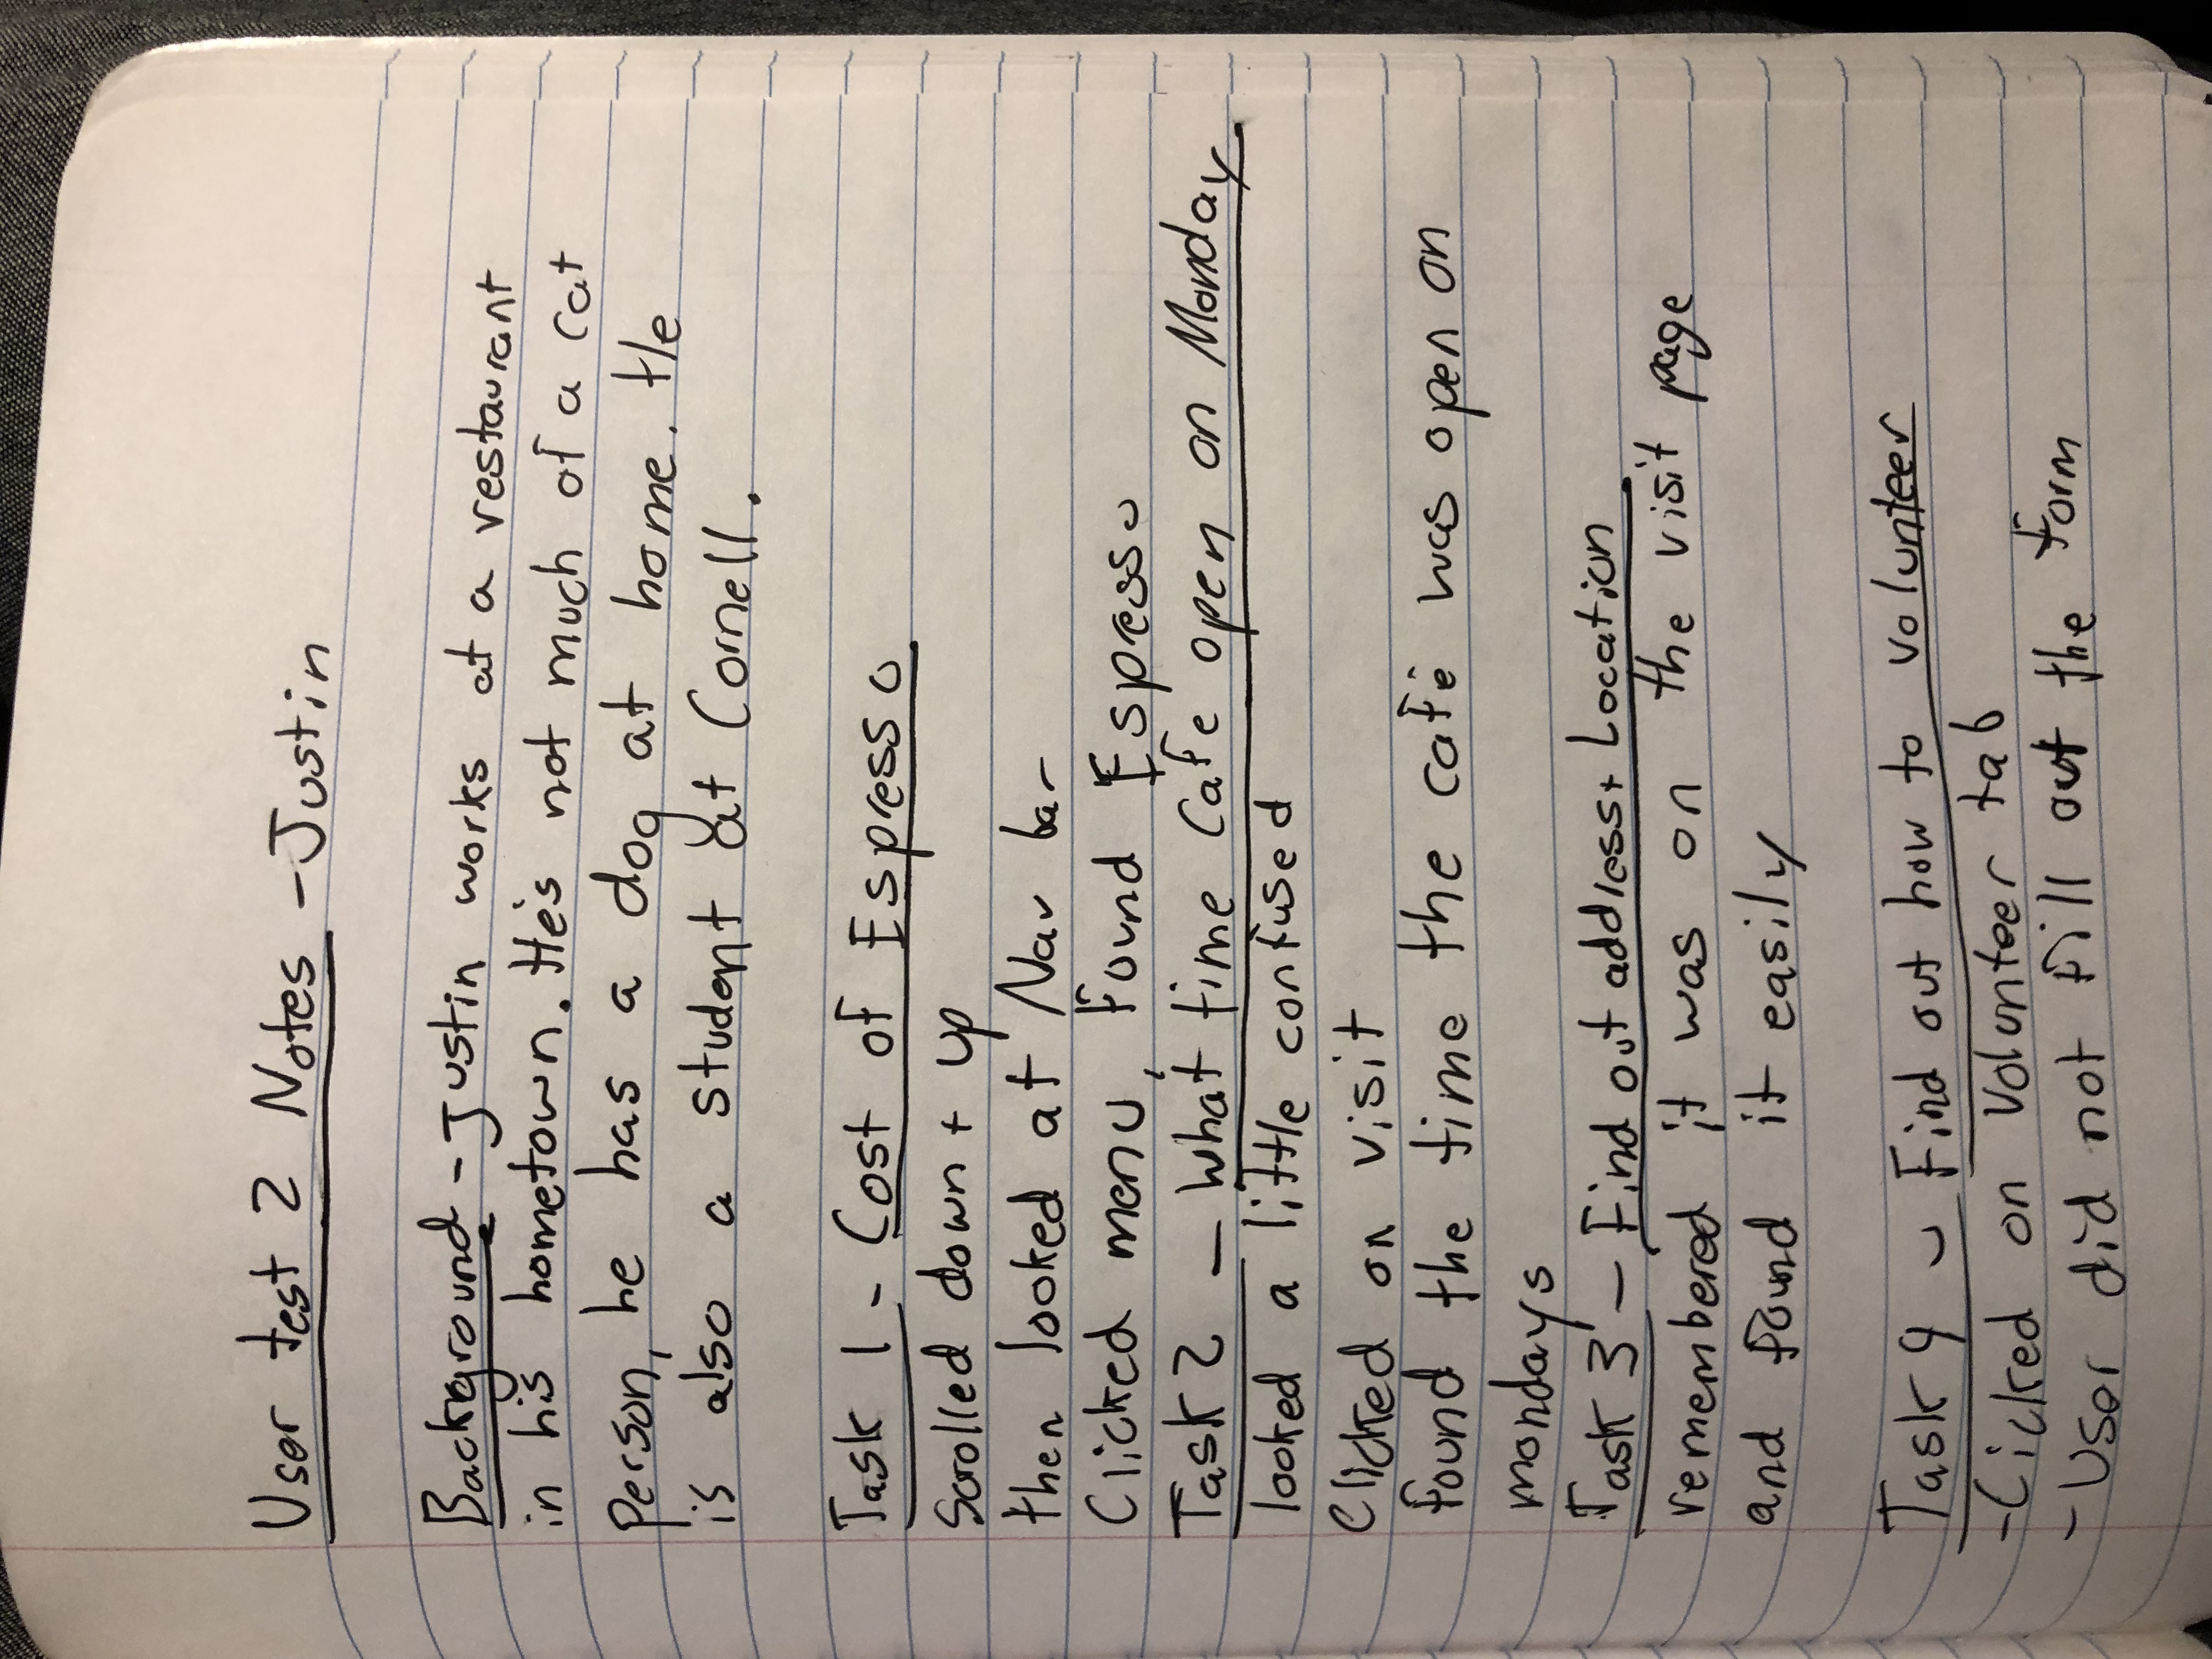 User test 2 Notes - Justin
Background - Justin works at a restaurant
in his hometown. He's not much of a cat
person, he has a dog at home. He
is also a student at Cornell.
Task 1 - Cost of Espresso
Scrolled down + up
then looked at Nav bar
Clicked menu, Found Espresso
Task 2 - What time Cafe open on Monday
looked a little confused
Clicked on visit
found the time the café was open on
mondays
Task 3 - Find out address + Location
remembered it was on the visit page
and found it easily
Task 4 - Find out how to volunteer
- Cicked on Volunteer tab
- User did not fill out the form